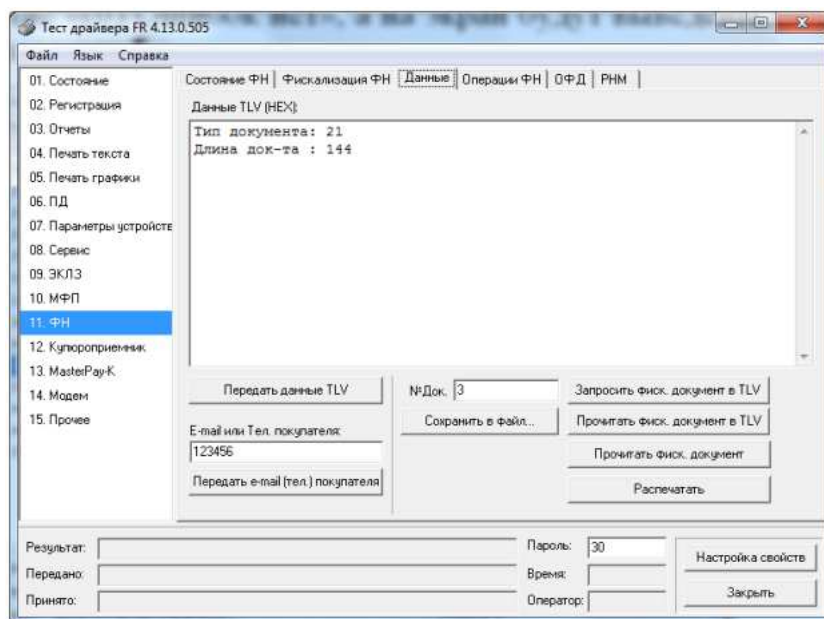 Тест драйвера FR 4.13.0.505
Файл Язык Справка
01. Состояние
02. Регистрация
03. Отчеты
04. Печать текста
05. Печать графики
06. ПД
07. Параметры устройств
08. Сервис
09. ЭКЛЗ
10. МФП
11. ФН
12. Купюроприемник
13. MasterPay-K
14. Модем
15. Прочее
Состояние ФН Фискализация ФН Данные Операции ФН ОФД РНМ
Данные TLV (HEX):
Тип документа: 21
Длина док-та : 144
Передать данные TLV
E-mail или Тел. покупателя:
123456
Передать e-mail (тел.) покупателя
№Док. 3
Сохранить в файл...
Запросить фиск. документ в TLV
Прочитать фиск. документ в TLV
Прочитать фиск. документ
Распечатать
Результат:
Передано:
Принято:
Пароль: 30
Время:
Оператор:
Настройка свойств
Закрыть